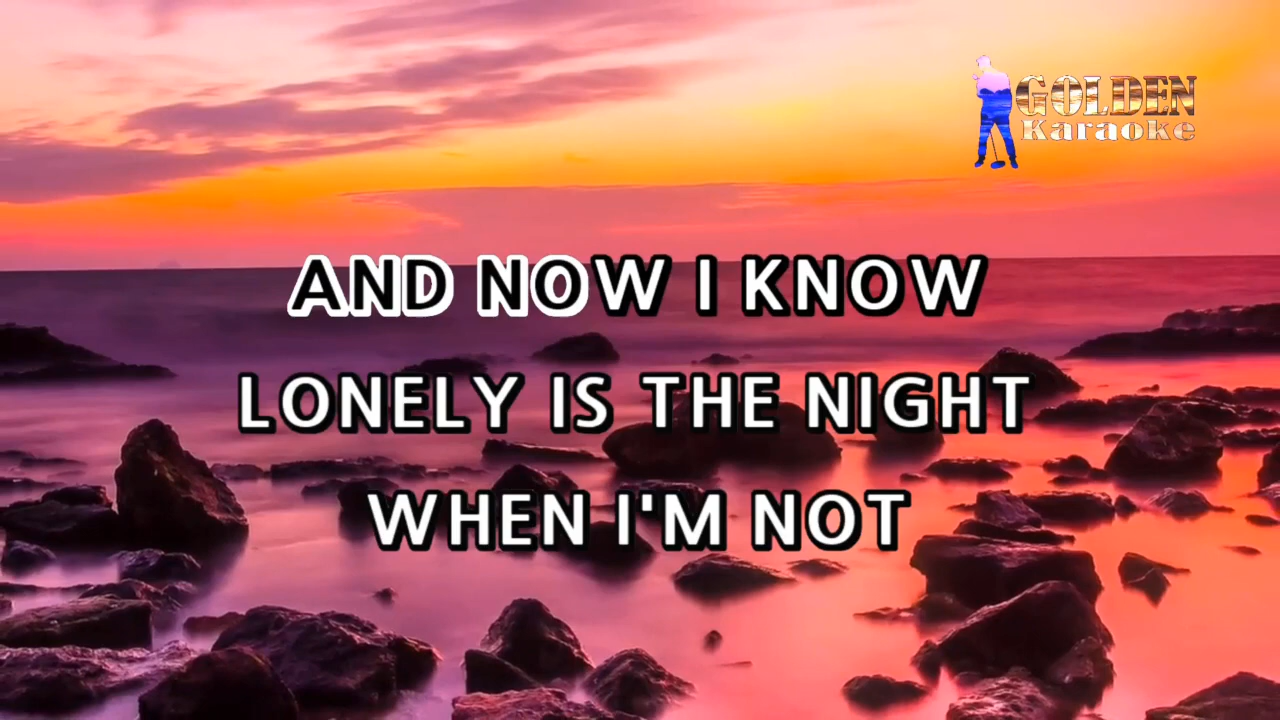 GOLDEN
Karaoke
AND NOW I KNOW
LONELY IS THE NIGHT
WHEN I'M NOT